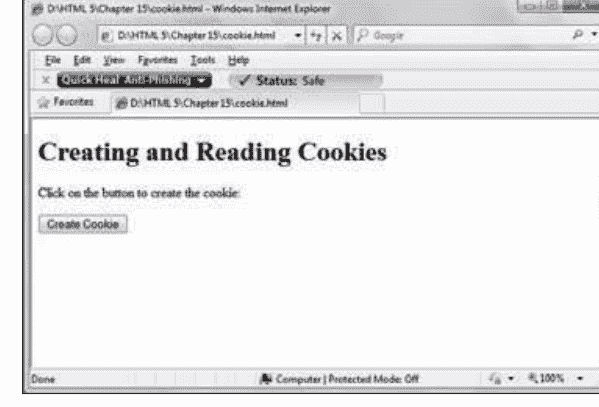 D:\HTML 5\Chapter 15\cookie.html - Windows Internet Explorer
D:\HTML 5\Chapter 15\cookie.html Google
File Edit View Favorites Tools Help
× Quick Heal Anti-Phishing ✓ Status: Safe
Favorites D:\HTML 5\Chapter 15\cookie.html
Creating and Reading Cookies
Click on the button to create the cookie:
Create Cookie
Done Computer | Protected Mode: Off 100%